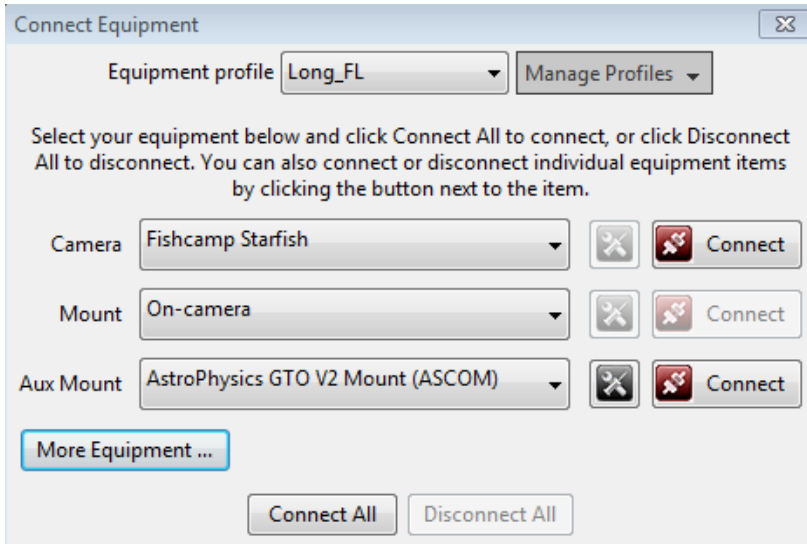 Connect Equipment
Equipment profile Long_FL Manage Profiles
Select your equipment below and click Connect All to connect, or click Disconnect
All to disconnect. You can also connect or disconnect individual equipment items
by clicking the button next to the item.
Camera Fishcamp Starfish Connect
Mount On-camera Connect
Aux Mount AstroPhysics GTO V2 Mount (ASCOM) Connect
More Equipment ...
Connect All Disconnect All